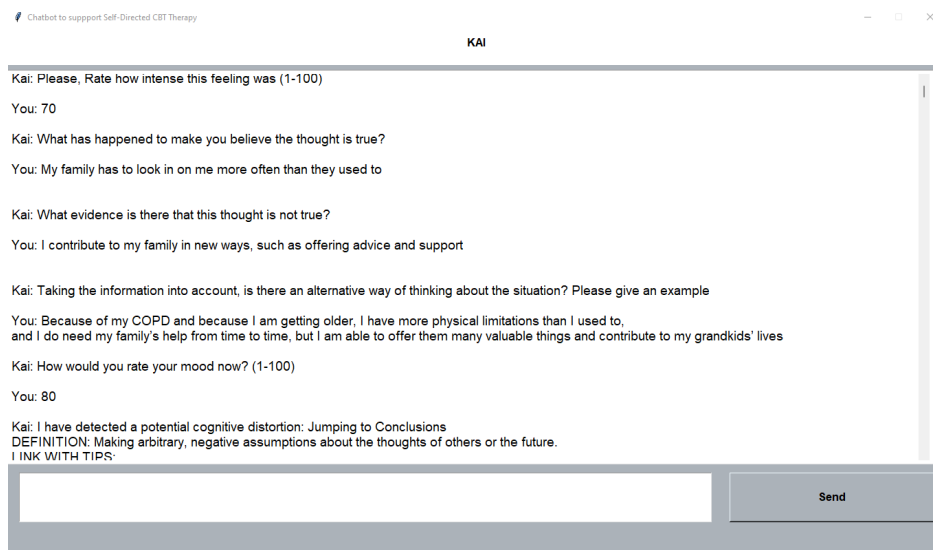 Chatbot to suppport Self-Directed CBT Therapy
KAI
Kai: Please, Rate how intense this feeling was (1-100)
You: 70
Kai: What has happened to make you believe the thought is true?
You: My family has to look in on me more often than they used to
Kai: What evidence is there that this thought is not true?
You: I contribute to my family in new ways, such as offering advice and support
Kai: Taking the information into account, is there an alternative way of thinking about the situation? Please give an example
You: Because of my COPD and because I am getting older, I have more physical limitations than I used to,
and I do need my family's help from time to time, but I am able to offer them many valuable things and contribute to my grandkids' lives
Kai: How would you rate your mood now? (1-100)
You: 80
Kai: I have detected a potential cognitive distortion: Jumping to Conclusions
DEFINITION: Making arbitrary, negative assumptions about the thoughts of others or the future.
LINK WITH TIPS:
Send